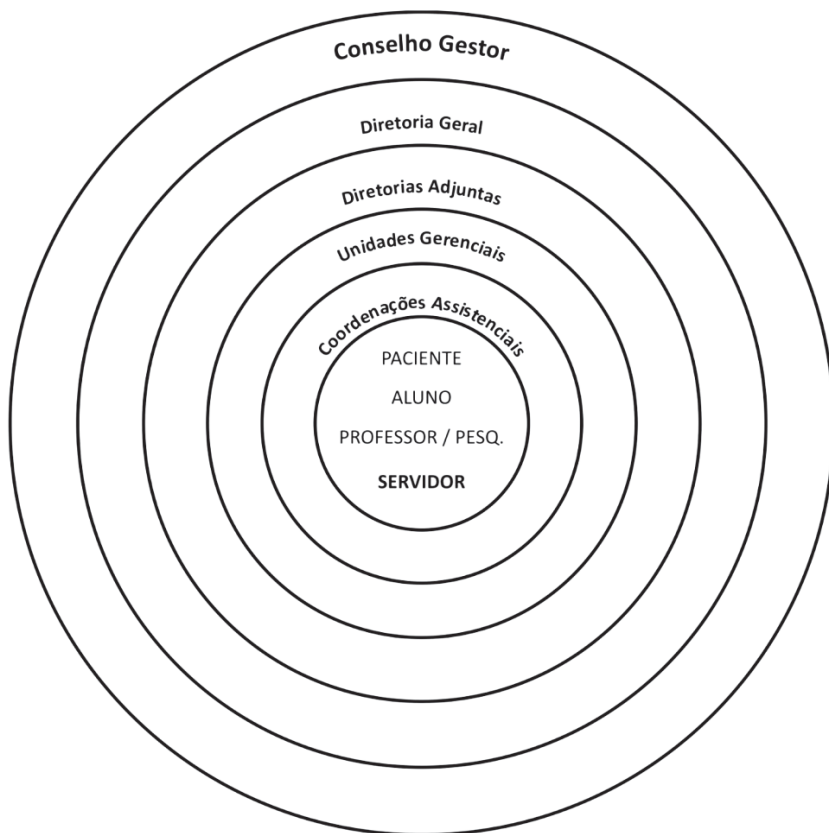 Conselho Gestor
Diretoria Geral
Diretorias Adjuntas
Unidades Gerenciais
Coordenações Assistenciais
PACIENTE
ALUNO
PROFESSOR / PESQ.
SERVIDOR